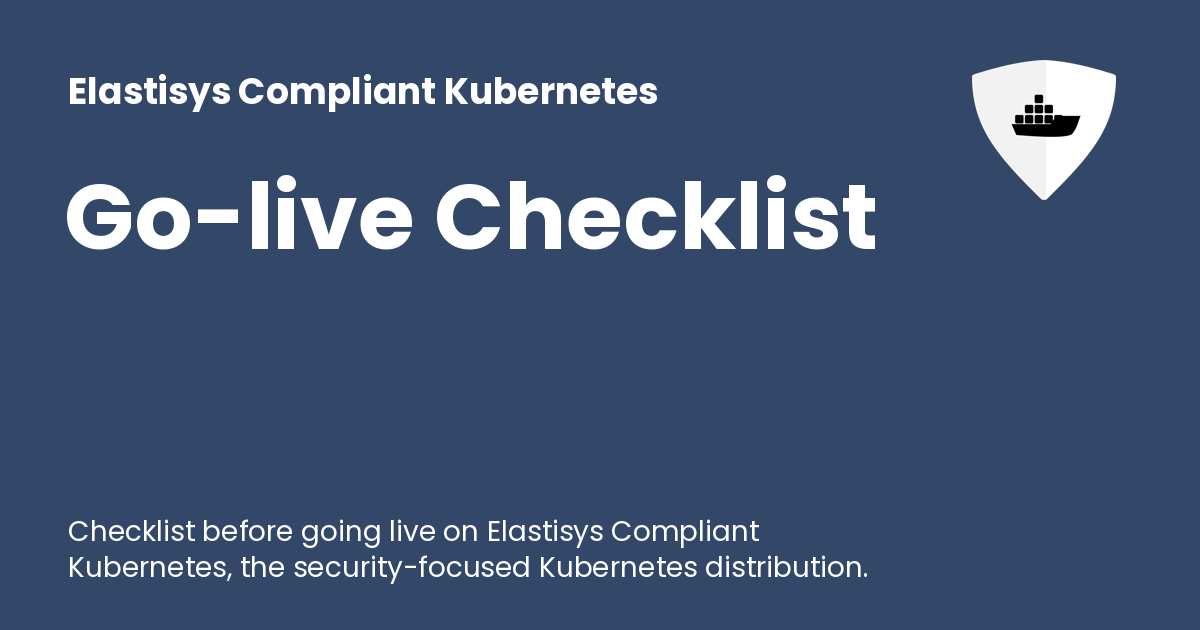 Elastisys Compliant Kubernetes
Go-live Checklist
Checklist before going live on Elastisys Compliant
Kubernetes, the security-focused Kubernetes distribution.